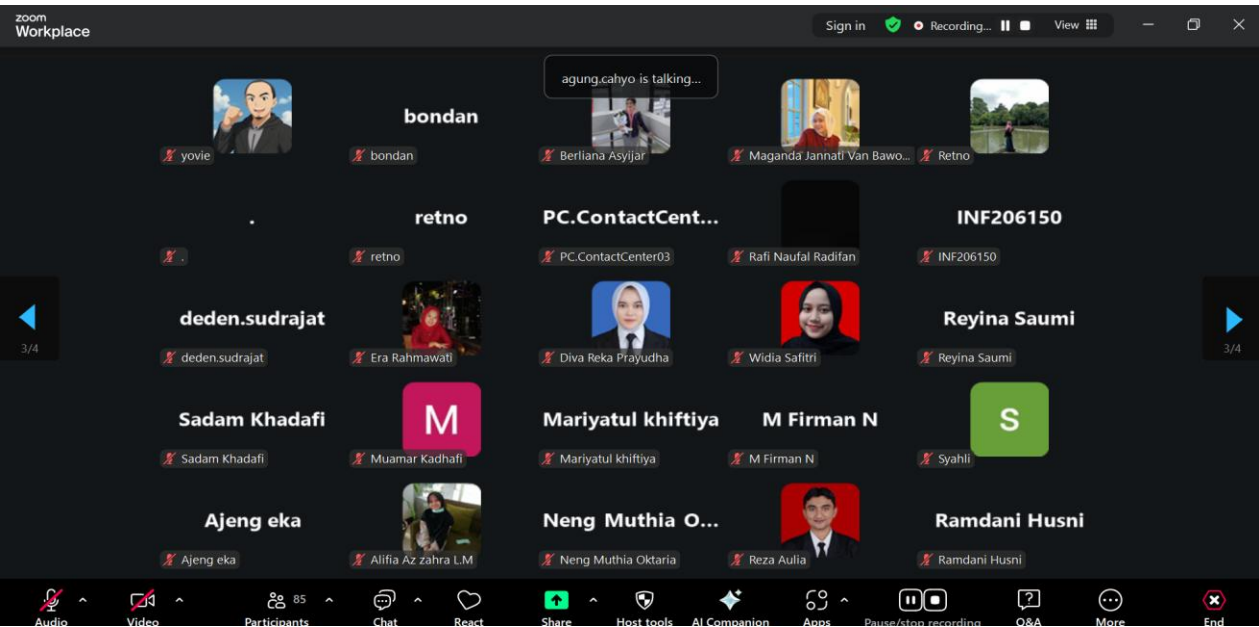 zoom
Workplace
Sign in
Recording...
View
agung.cahyo is talking...
yovie
bondan
bondan
Berliana Asyijar
Maganda Jannati Van Bawo...
Retno
.
.
retno
retno
PC.ContactCent...
PC.ContactCenter03
Rafi Naufal Radifan
INF206150
INF206150
3/4
deden.sudrajat
deden.sudrajat
Era Rahmawati
Diva Reka Prayudha
Widia Safitri
Reyina Saumi
Reyina Saumi
3/4
Sadam Khadafi
Sadam Khadafi
M
Muamar Kadhafi
Mariyatul khiftiya
Mariyatul khiftiya
M Firman N
M Firman N
S
Syahli
Ajeng eka
Ajeng eka
Alifia Az zahra L.M
Neng Muthia O...
Neng Muthia Oktaria
Reza Aulia
Ramdani Husni
Ramdani Husni
Audio
Video
85
Participants
Chat
React
Share
Host tools
AI Companion
Apps
Pause/stop recording
Q&A
More
End